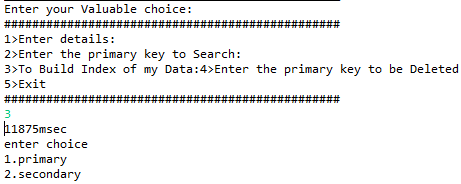 Enter your Valuable choice:
################################################
1>Enter details:
2>Enter the primary key to Search:
3>To Build Index of my Data:4>Enter the primary key to be Deleted
5>Exit
################################################
3
11875msec
enter choice
1.primary
2.secondary